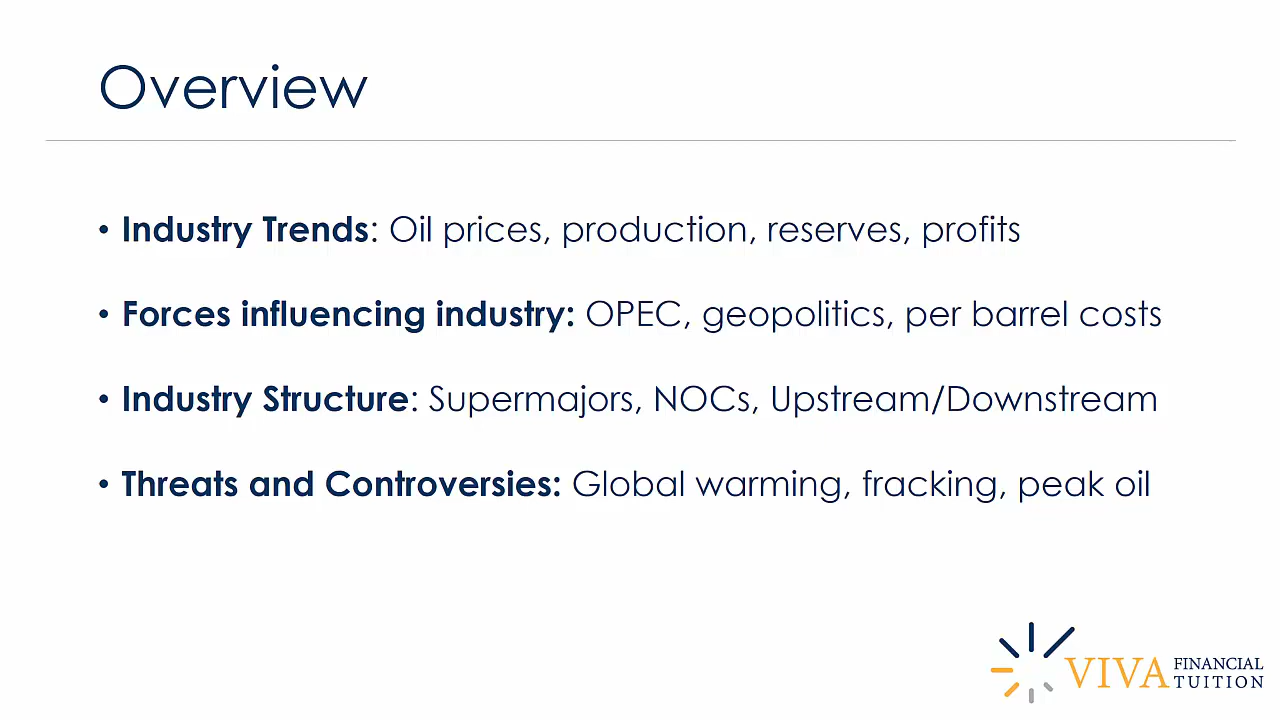 Overview
• Industry Trends: Oil prices, production, reserves, profits
• Forces influencing industry: OPEC, geopolitics, per barrel costs
• Industry Structure: Supermajors, NOCs, Upstream/Downstream
• Threats and Controversies: Global warming, fracking, peak oil
VIVA FINANCIAL
TUITION